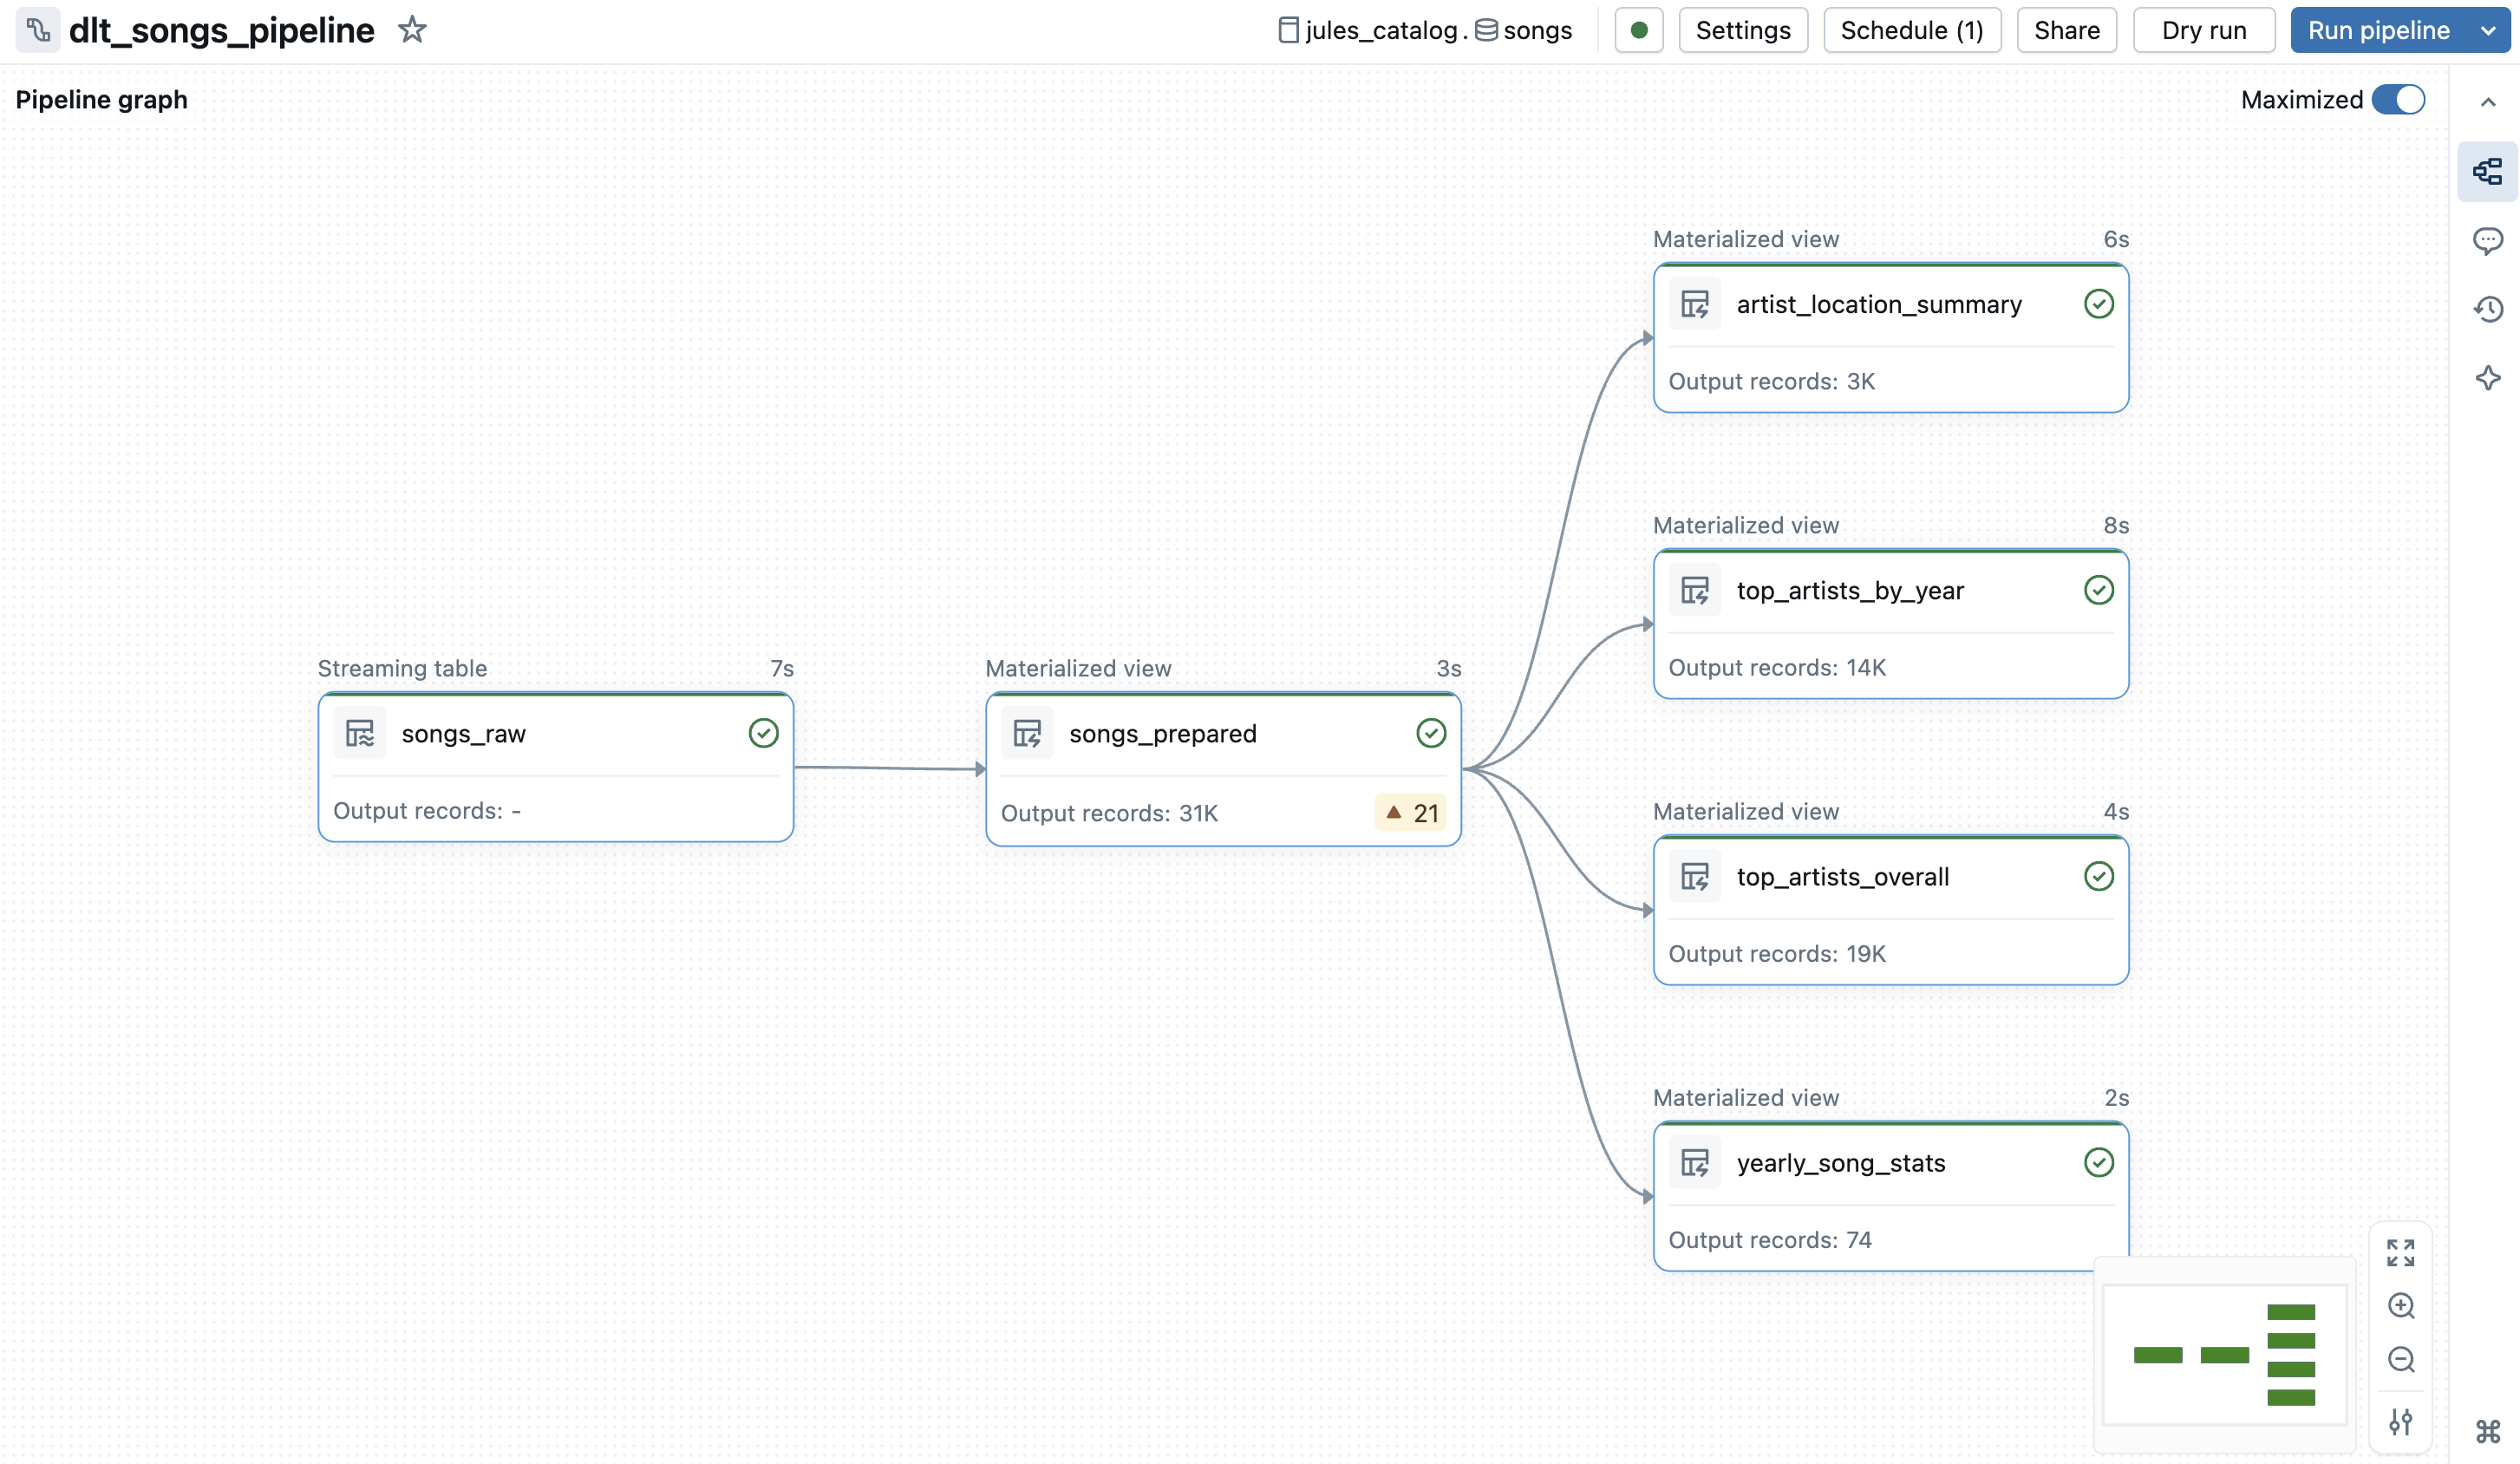 dlt_songs_pipeline
jules_catalog . songs
Settings
Schedule (1)
Share
Dry run
Run pipeline
Pipeline graph
Maximized
Materialized view 6s
artist_location_summary
Output records: 3K
Materialized view 8s
top_artists_by_year
Output records: 14K
Streaming table 7s
songs_raw
Output records: -
Materialized view 3s
songs_prepared
Output records: 31K 21
Materialized view 4s
top_artists_overall
Output records: 19K
Materialized view 2s
yearly_song_stats
Output records: 74